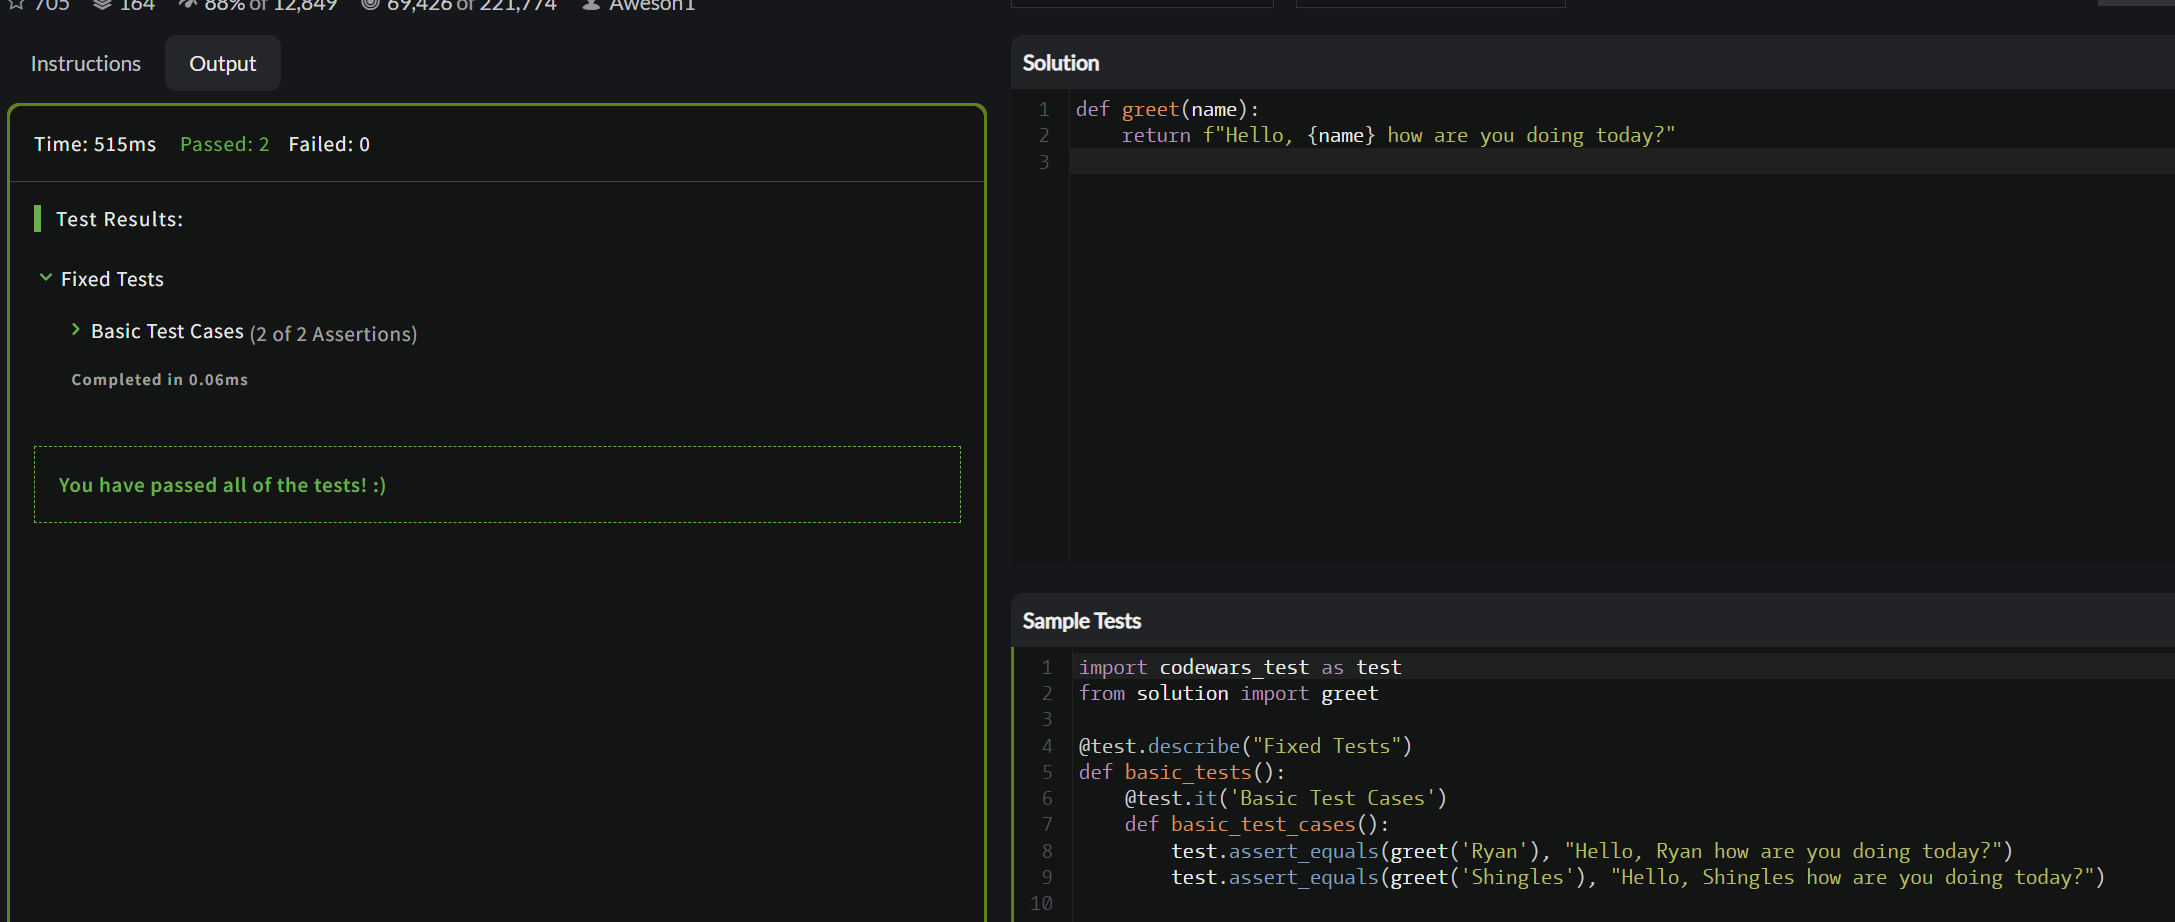 705 164 88% of 12,849 69,426 of 221,774 Aweson1
Instructions Output
Time: 515ms Passed: 2 Failed: 0
Test Results:
Fixed Tests
Basic Test Cases (2 of 2 Assertions)
Completed in 0.06ms
You have passed all of the tests! :)
Solution
1 def greet(name):
2     return f"Hello, {name} how are you doing today?"
3
Sample Tests
1 import codewars_test as test
2 from solution import greet
3
4 @test.describe("Fixed Tests")
5 def basic_tests():
6     @test.it('Basic Test Cases')
7     def basic_test_cases():
8         test.assert_equals(greet('Ryan'), "Hello, Ryan how are you doing today?")
9         test.assert_equals(greet('Shingles'), "Hello, Shingles how are you doing today?")
10